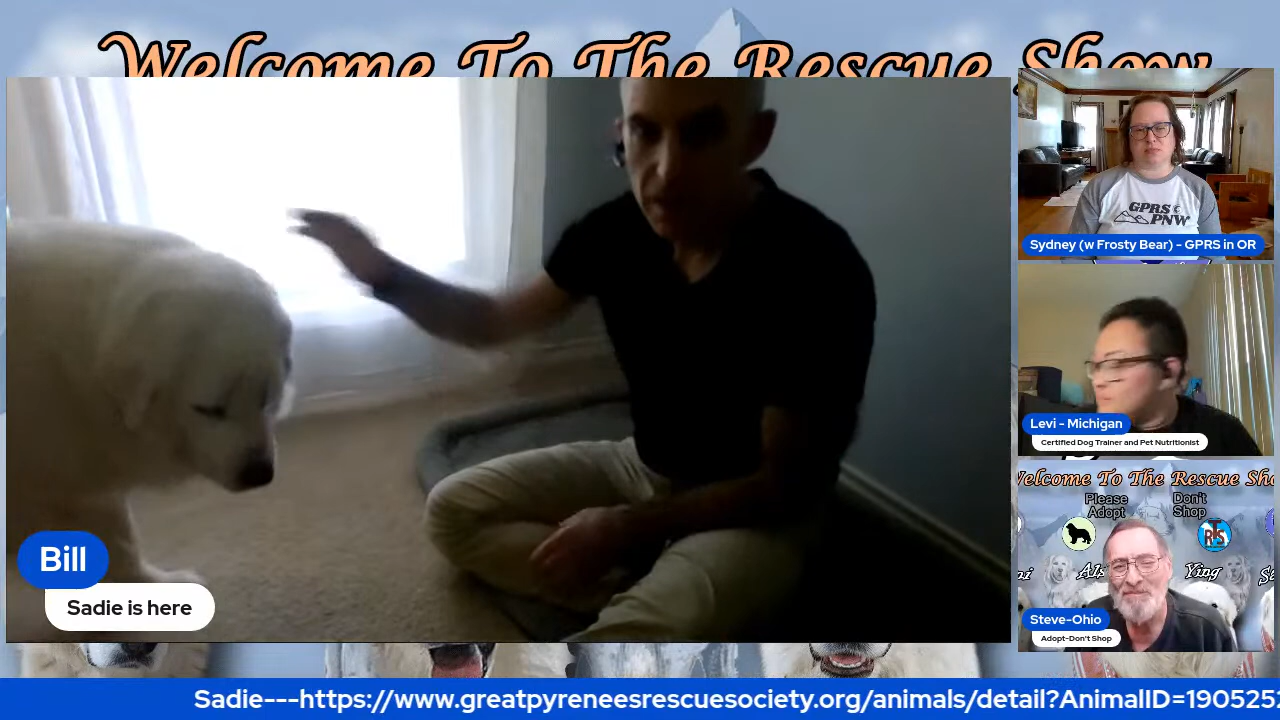 Welcome To The Rescue Show
GPRS
PNW
Sydney (w Frosty Bear) - GPRS in OR
Levi - Michigan
Certified Dog Trainer and Pet Nutritionist
Welcome To The Rescue Sho
Please
Adopt
Don't
Shop
TRS
Als
Ying
Steve-Ohio
Adopt-Don't Shop
Bill
Sadie is here
Sadie---https://www.greatpyreneesrescuesociety.org/animals/detail?AnimalID=190525